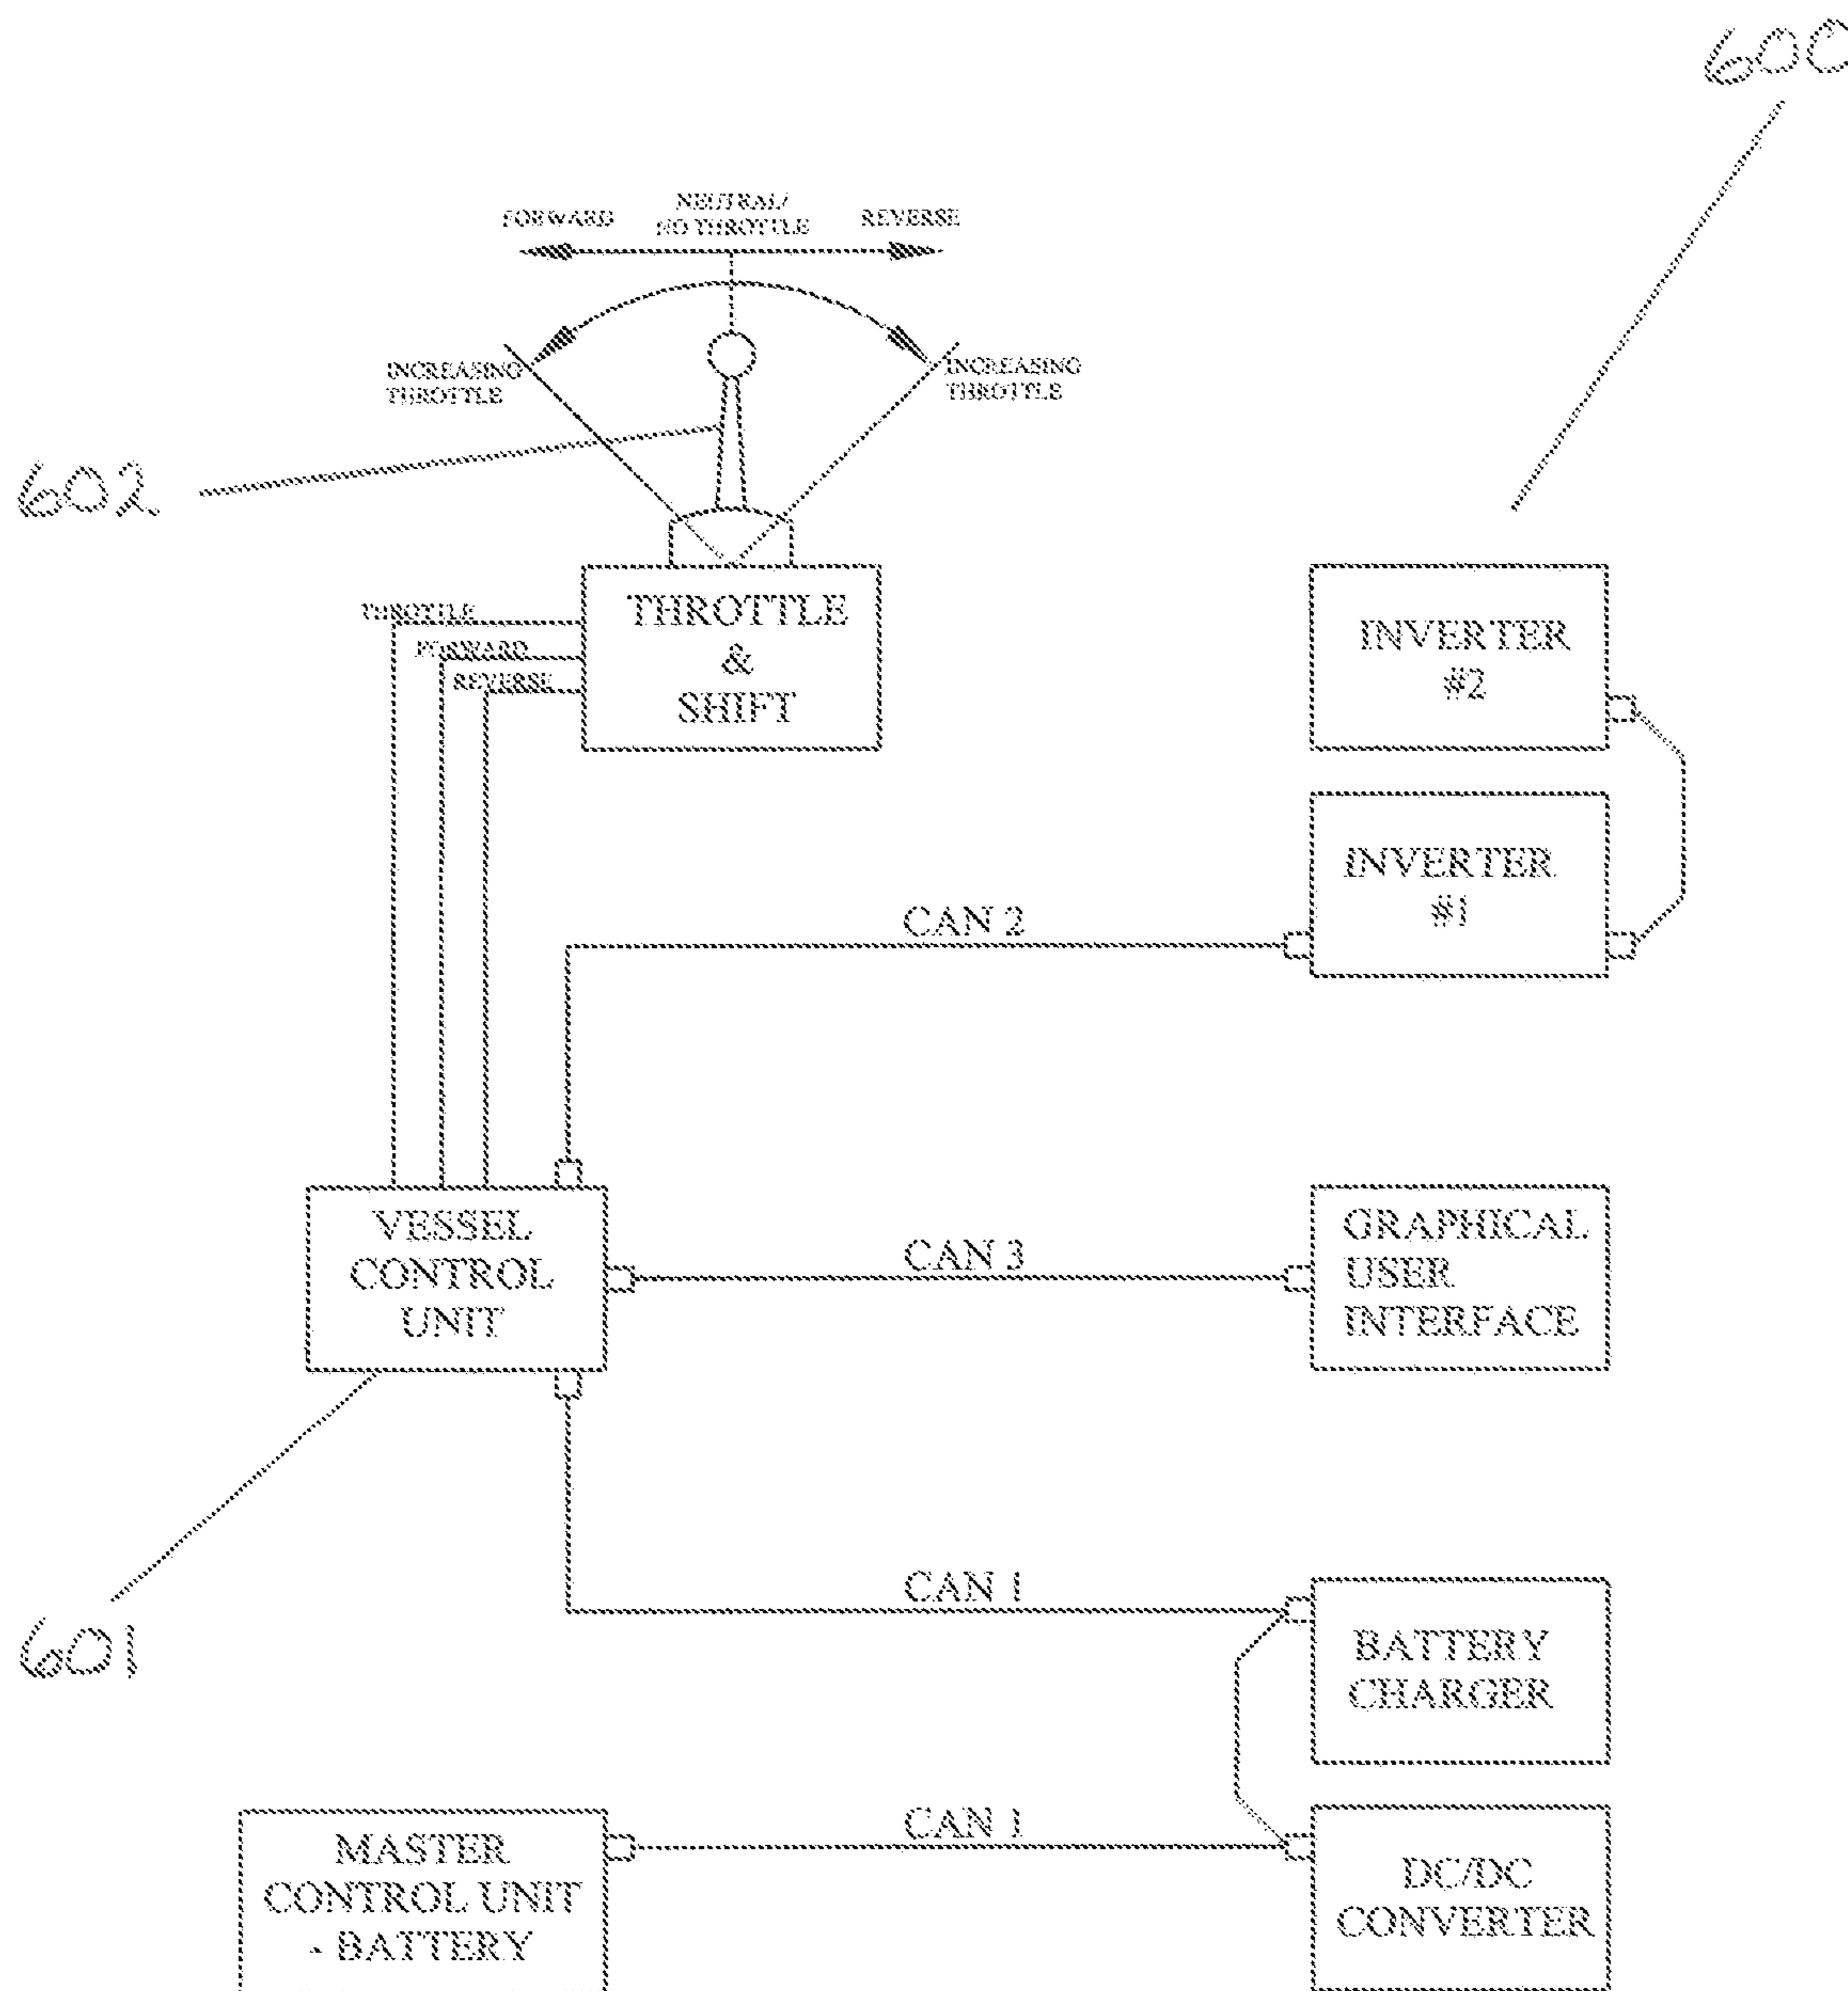 600
FORWARD
NEUTRAL/
NO THROTTLE
REVERSE
INCREASING
THROTTLE
INCREASING
THROTTLE
602
THROTTLE
FORWARD
REVERSE
THROTTLE
&
SHIFT
INVERTER
#2
INVERTER
#1
CAN 2
VESSEL
CONTROL
UNIT
CAN 3
GRAPHICAL
USER
INTERFACE
601
CAN 1
BATTERY
CHARGER
CAN 1
MASTER
CONTROL UNIT
- BATTERY
DC/DC
CONVERTER